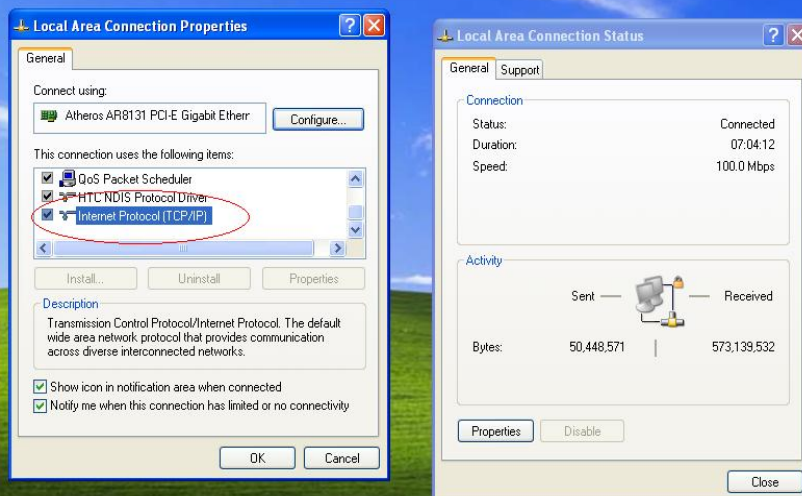 Local Area Connection Properties
General
Connect using:
Atheros AR8131 PCI-E Gigabit Etherr
Configure...
This connection uses the following items:
QoS Packet Scheduler
HTC NDIS Protocol Driver
Internet Protocol (TCP/IP)
Install...
Uninstall
Properties
Description
Transmission Control Protocol/Internet Protocol. The default
wide area network protocol that provides communication
across diverse interconnected networks.
Show icon in notification area when connected
Notify me when this connection has limited or no connectivity
OK
Cancel
Local Area Connection Status
General
Support
Connection
Status: Connected
Duration: 07:04:12
Speed: 100.0 Mbps
Activity
Sent
Received
Bytes: 50,448,571 573,139,532
Properties
Disable
Close